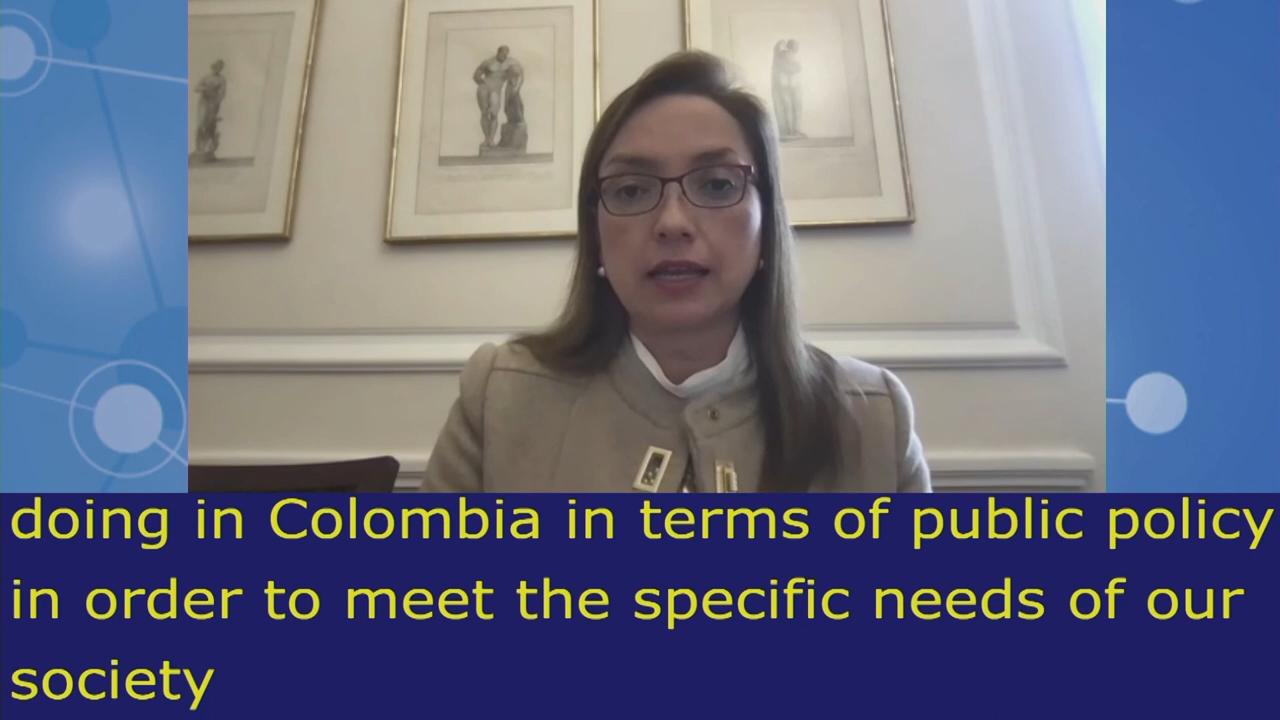 doing in Colombia in terms of public policy
in order to meet the specific needs of our
society